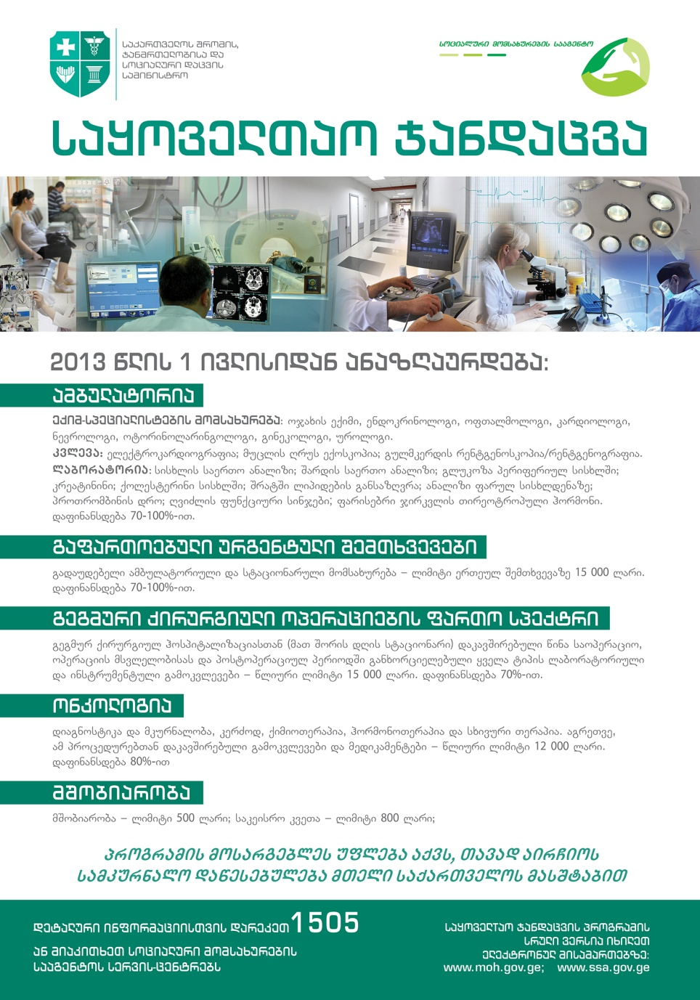 საქართველოს შრომის,
ჯანმრთელობისა და
სოციალური დაცვის
სამინისტრო
სოციალური მომსახურების სააგენტო
საყოველთაო ჯანდაცვა
2013 წლის 1 ივლისიდან ანაზღაურდება:
ამბულატორია
ექიმ-სპეციალისტების მომსახურება: ოჯახის ექიმი, ენდოკრინოლოგი, ოფთალმოლოგი, კარდიოლოგი,
ნევროლოგი, ოტორინოლარინგოლოგი, გინეკოლოგი, უროლოგი.
კვლევა: ელექტროკარდიოგრაფია; მუცლის ღრუს ექოსკოპია; გულმკერდის რენტგენოსკოპია/რენტგენოგრაფია.
ლაბორატორია: სისხლის საერთო ანალიზი; შარდის საერთო ანალიზი; გლუკოზა პერიფერიულ სისხლში;
კრეატინინი; ქოლესტერინი სისხლში; შრატში ლიპიდების განსაზღვრა; ანალიზი ფარულ სისხლდენაზე;
პროთრომბინის დრო; ღვიძლის ფუნქციური სინჯები; ფარისებრი ჯირკვლის თირეოტროპული ჰორმონი.
დაფინანსდება 70-100%-ით.
გაფართოებული ურგენტული შემთხვევები
გადაუდებელი ამბულატორიული და სტაციონარული მომსახურება – ლიმიტი ერთეულ შემთხვევაზე 15 000 ლარი.
დაფინანსდება 70-100%-ით.
გეგმური ქირურგიული ოპერაციების ფართო სპექტრი
გეგმურ ქირურგიულ ჰოსპიტალიზაციასთან (მათ შორის დღის სტაციონარი) დაკავშირებული წინა საოპერაციო,
ოპერაციის მსვლელობისას და პოსტოპერაციულ პერიოდში განხორციელებული ყველა ტიპის ლაბორატორიული
და ინსტრუმენტული გამოკვლევები – წლიური ლიმიტი 15 000 ლარი. დაფინანსდება 70%-ით.
ონკოლოგია
დიაგნოსტიკა და მკურნალობა, კერძოდ, ქიმიოთერაპია, ჰორმონოთერაპია და სხივური თერაპია. აგრეთვე,
ამ პროცედურებთან დაკავშირებული გამოკვლევები და მედიკამენტები – წლიური ლიმიტი 12 000 ლარი.
დაფინანსდება 80%-ით
მშობიარობა
მშობიარობა – ლიმიტი 500 ლარი; საკეისრო კვეთა – ლიმიტი 800 ლარი;
პროგრამის მოსარგებლეს უფლება აქვს, თავად აირჩიოს
სამკურნალო დაწესებულება მთელი საქართველოს მასშტაბით
დეტალური ინფორმაციისთვის დარეკეთ 1505
ან მიაკითხეთ სოციალური მომსახურების
სააგენტოს სერვის-ცენტრებს
საყოველთაო ჯანდაცვის პროგრამის
სრული ვერსია იხილეთ
ელექტრონულ მისამართებზე:
www.moh.gov.ge; www.ssa.gov.ge